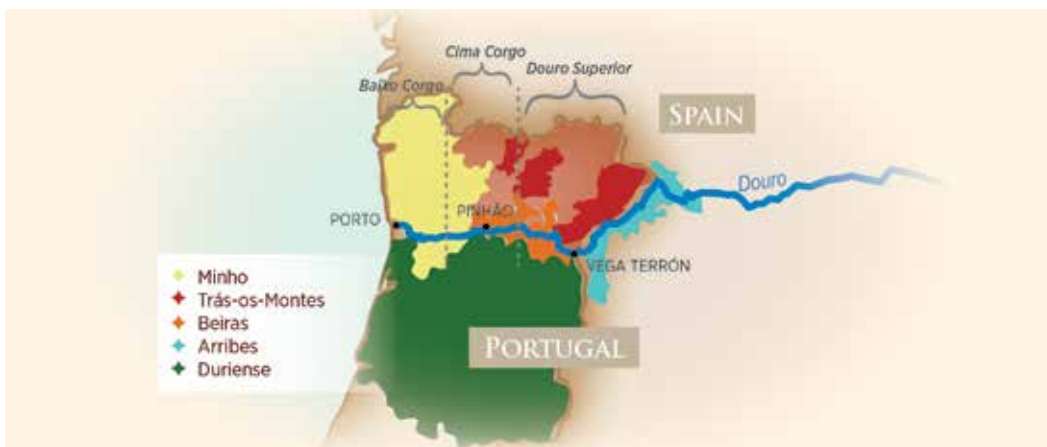 Cima Corgo
Douro Superior
Baixo Corgo
SPAIN
Douro
PORTO
PINHÃO
VEGA TERRÓN
Minho
Trás-os-Montes
Beiras
Arribes
Duriense
PORTUGAL